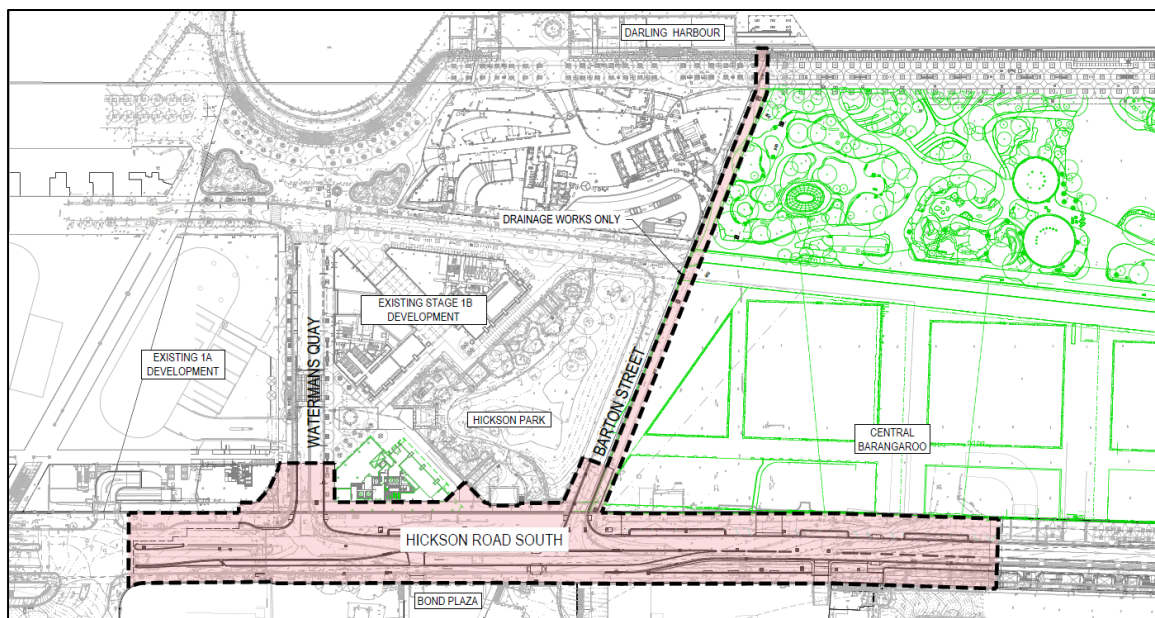 DARLING HARBOUR
DRAINAGE WORKS ONLY
EXISTING STAGE 1B
DEVELOPMENT
EXISTING 1A
DEVELOPMENT
WATERMANS QUAY
HICKSON PARK
BARTON STREET
CENTRAL
BARANGAROO
HICKSON ROAD SOUTH
BOND PLAZA